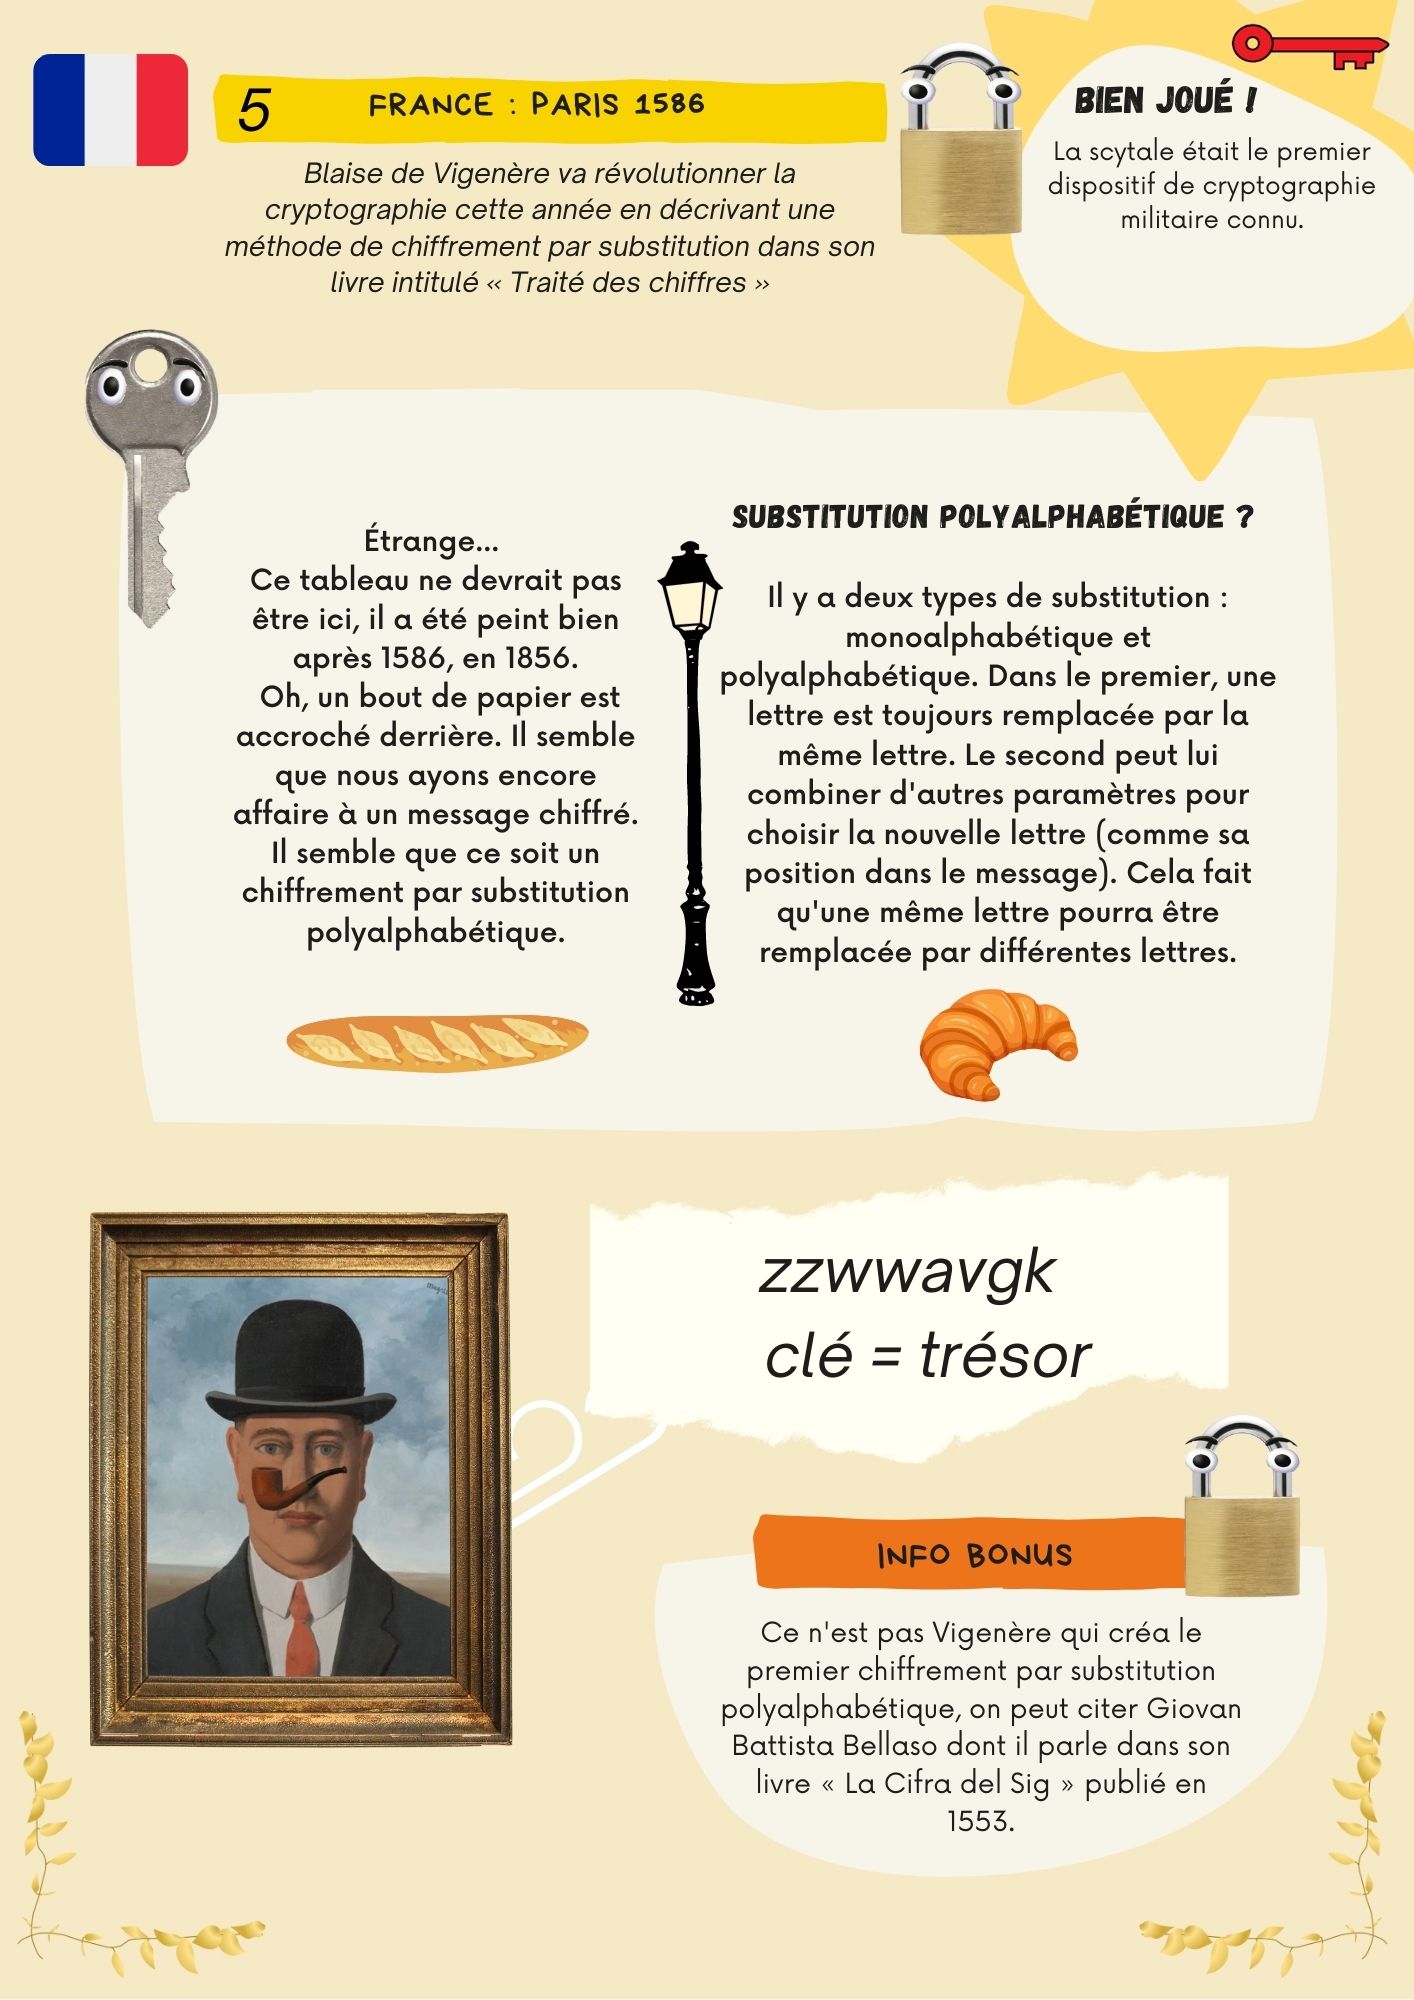 5
FRANCE : PARIS 1586
Blaise de Vigenère va révolutionner la
cryptographie cette année en décrivant une
méthode de chiffrement par substitution dans son
livre intitulé « Traité des chiffres »
BIEN JOUÉ !
La scytale était le premier
dispositif de cryptographie
militaire connu.
Étrange...
Ce tableau ne devrait pas
être ici, il a été peint bien
après 1586, en 1856.
Oh, un bout de papier est
accroché derrière. Il semble
que nous ayons encore
affaire à un message chiffré.
Il semble que ce soit un
chiffrement par substitution
polyalphabétique.
SUBSTITUTION POLYALPHABÉTIQUE ?
Il y a deux types de substitution :
monoalphabétique et
polyalphabétique. Dans le premier, une
lettre est toujours remplacée par la
même lettre. Le second peut lui
combiner d'autres paramètres pour
choisir la nouvelle lettre (comme sa
position dans le message). Cela fait
qu'une même lettre pourra être
remplacée par différentes lettres.
zzwwavgk
clé = trésor
INFO BONUS
Ce n'est pas Vigenère qui créa le
premier chiffrement par substitution
polyalphabétique, on peut citer Giovan
Battista Bellaso dont il parle dans son
livre « La Cifra del Sig » publié en
1553.